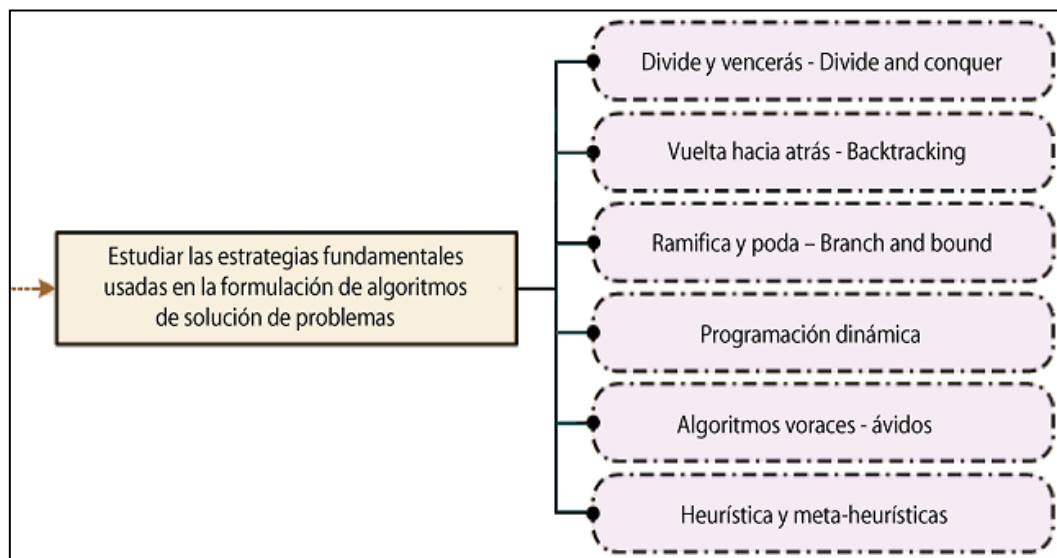 Divide y vencerás - Divide and conquer
Vuelta hacia atrás - Backtracking
Ramifica y poda – Branch and bound
Estudiar las estrategias fundamentales
usadas en la formulación de algoritmos
de solución de problemas
Programación dinámica
Algoritmos voraces - ávidos
Heurística y meta-heurísticas